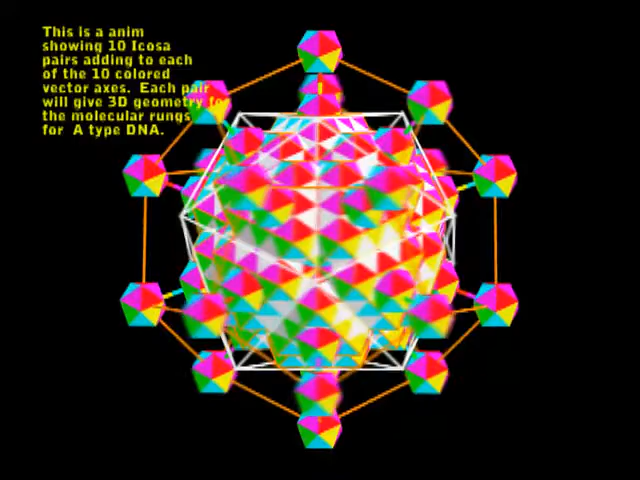 This is a anim
showing 10 Icosa
pairs adding to each
of the 10 colored
vector axes. Each pair
will give 3D geometry for
the molecular rungs
for A type DNA.